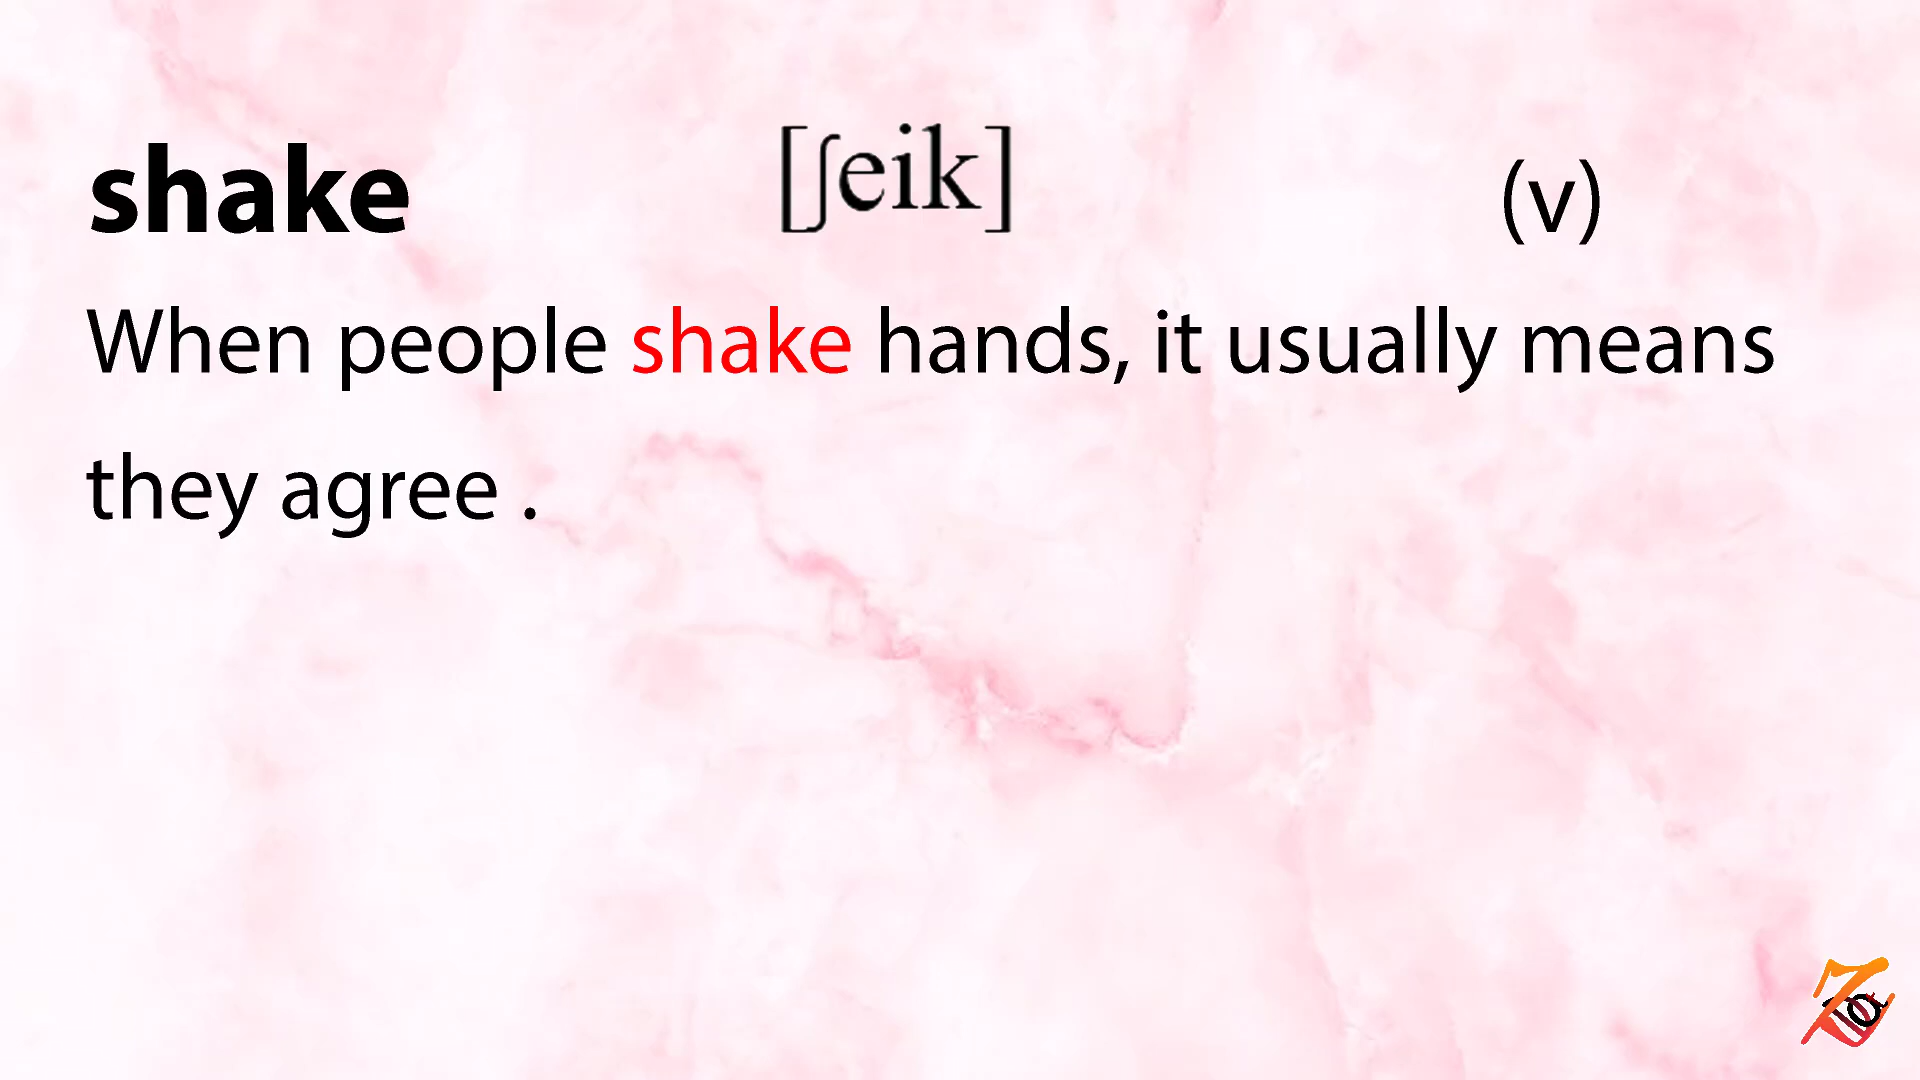 shake [ʃeik] (v)
When people shake hands, it usually means
they agree .